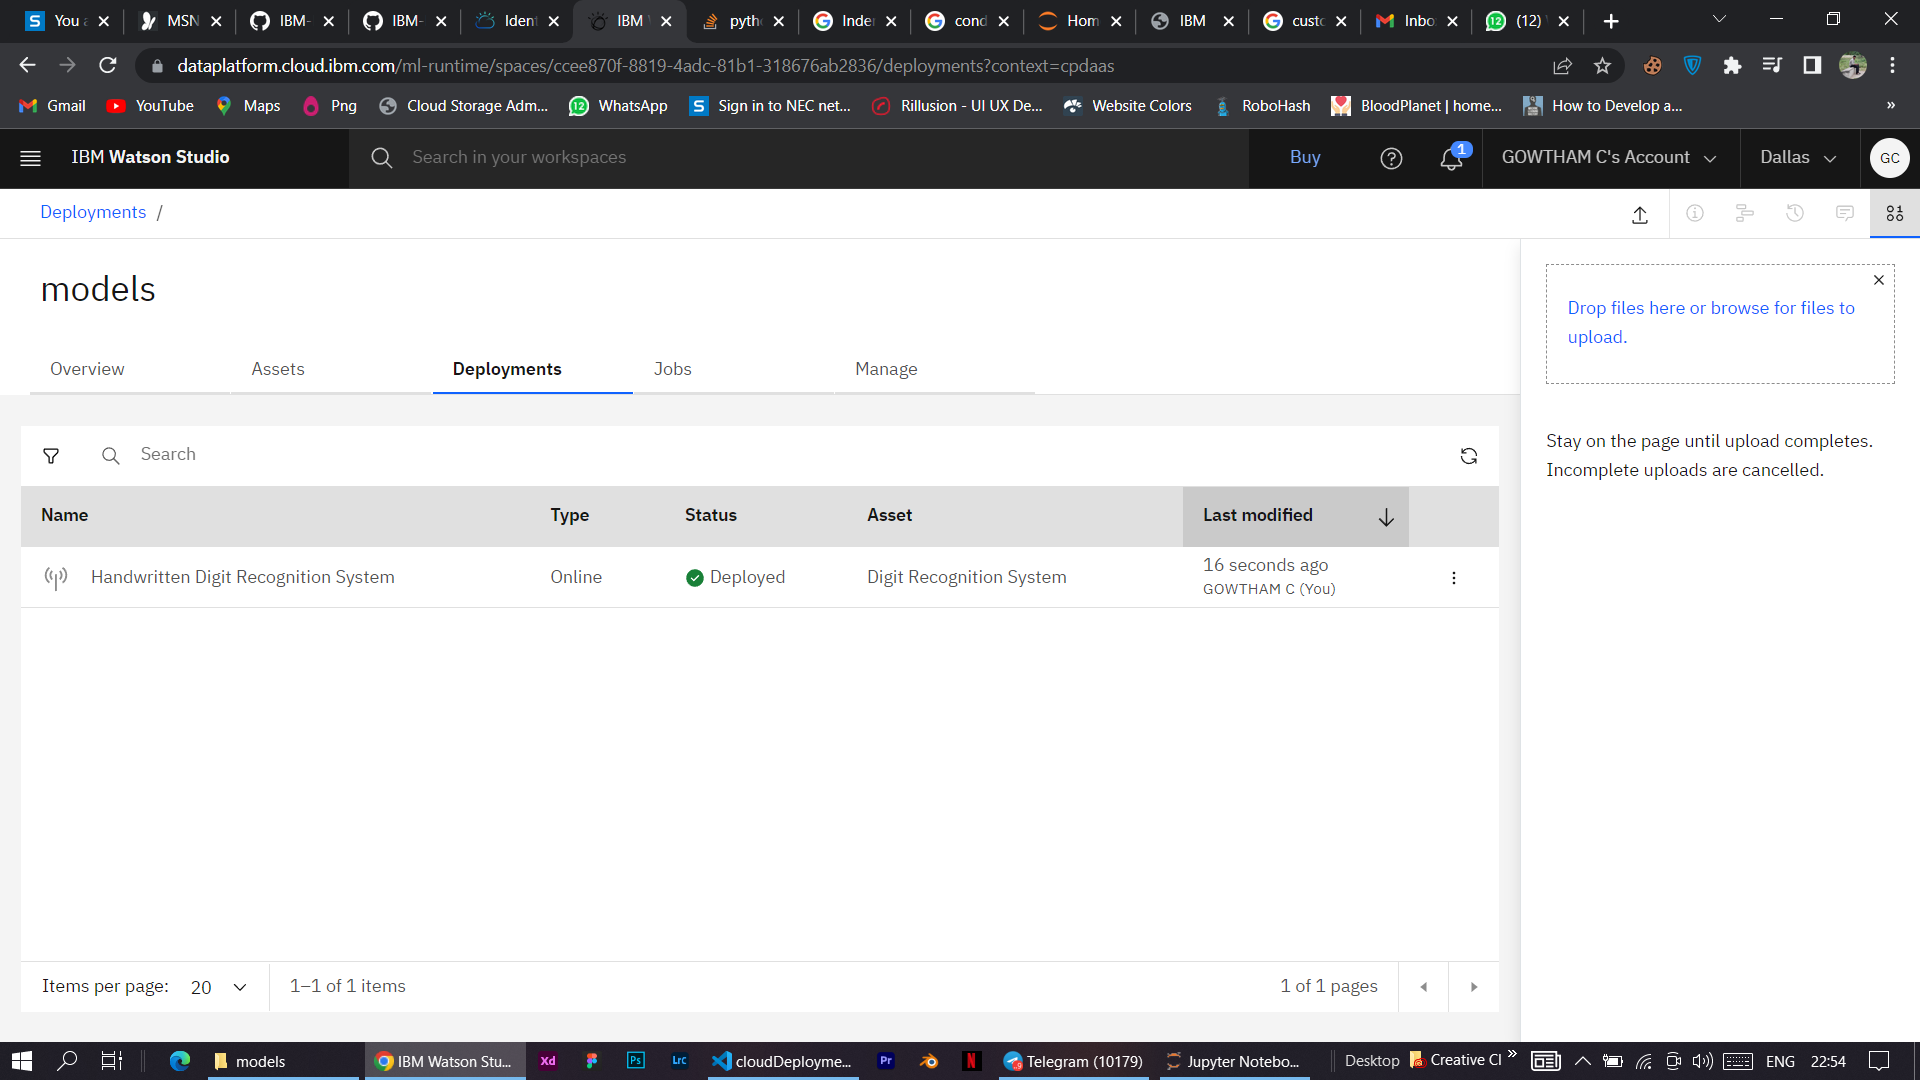 You a
MSN
IBM-
IBM-
Iden
IBM
pyth
Inde
cond
Hom
IBM
custo
Inbo
(12)
dataplatform.cloud.ibm.com/ml-runtime/spaces/ccee870f-8819-4adc-81b1-318676ab2836/deployments?context=cpdaas
Gmail
YouTube
Maps
Png
Cloud Storage Adm...
WhatsApp
Sign in to NEC net...
Rillusion - UI UX De...
Website Colors
RoboHash
BloodPlanet | home...
How to Develop a...
»
IBM Watson Studio
Search in your workspaces
Buy
1
GOWTHAM C's Account
Dallas
GC
Deployments /
models
Drop files here or browse for files to
upload.
Overview
Assets
Deployments
Jobs
Manage
Stay on the page until upload completes.
Incomplete uploads are cancelled.
Search
Name
Type
Status
Asset
Last modified
Handwritten Digit Recognition System
Online
Deployed
Digit Recognition System
16 seconds ago
GOWTHAM C (You)
Items per page: 20
1–1 of 1 items
1 of 1 pages
models
IBM Watson Stu...
Xd
Ps
Lrc
cloudDeployme...
Pr
N
Telegram (10179)
Jupyter Notebo...
Desktop
Creative Cl
»
ENG
22:54